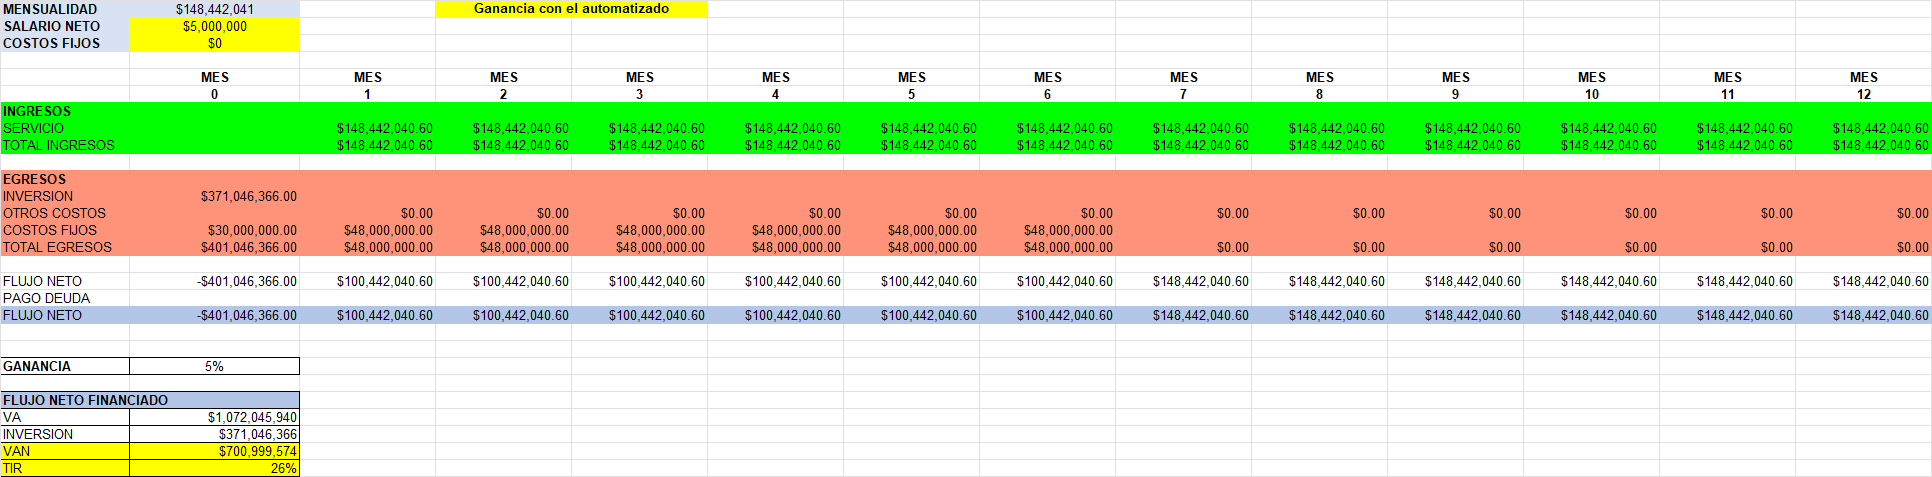 MENSUALIDAD $148,442,041 Ganancia con el automatizado
SALARIO NETO $5,000,000
COSTOS FIJOS $0
MES MES MES MES MES MES MES MES MES MES MES MES MES
0 1 2 3 4 5 6 7 8 9 10 11 12
INGRESOS
SERVICIO $148,442,040.60 $148,442,040.60 $148,442,040.60 $148,442,040.60 $148,442,040.60 $148,442,040.60 $148,442,040.60 $148,442,040.60 $148,442,040.60 $148,442,040.60 $148,442,040.60 $148,442,040.60
TOTAL INGRESOS $148,442,040.60 $148,442,040.60 $148,442,040.60 $148,442,040.60 $148,442,040.60 $148,442,040.60 $148,442,040.60 $148,442,040.60 $148,442,040.60 $148,442,040.60 $148,442,040.60 $148,442,040.60
EGRESOS
INVERSION $371,046,366.00
OTROS COSTOS $0.00 $0.00 $0.00 $0.00 $0.00 $0.00 $0.00 $0.00 $0.00 $0.00 $0.00 $0.00
COSTOS FIJOS $30,000,000.00 $48,000,000.00 $48,000,000.00 $48,000,000.00 $48,000,000.00 $48,000,000.00 $48,000,000.00
TOTAL EGRESOS $401,046,366.00 $48,000,000.00 $48,000,000.00 $48,000,000.00 $48,000,000.00 $48,000,000.00 $48,000,000.00 $0.00 $0.00 $0.00 $0.00 $0.00 $0.00
FLUJO NETO -$401,046,366.00 $100,442,040.60 $100,442,040.60 $100,442,040.60 $100,442,040.60 $100,442,040.60 $100,442,040.60 $148,442,040.60 $148,442,040.60 $148,442,040.60 $148,442,040.60 $148,442,040.60 $148,442,040.60
PAGO DEUDA
FLUJO NETO -$401,046,366.00 $100,442,040.60 $100,442,040.60 $100,442,040.60 $100,442,040.60 $100,442,040.60 $100,442,040.60 $148,442,040.60 $148,442,040.60 $148,442,040.60 $148,442,040.60 $148,442,040.60 $148,442,040.60
GANANCIA 5%
FLUJO NETO FINANCIADO
VA $1,072,045,940
INVERSION $371,046,366
VAN $700,999,574
TIR 26%